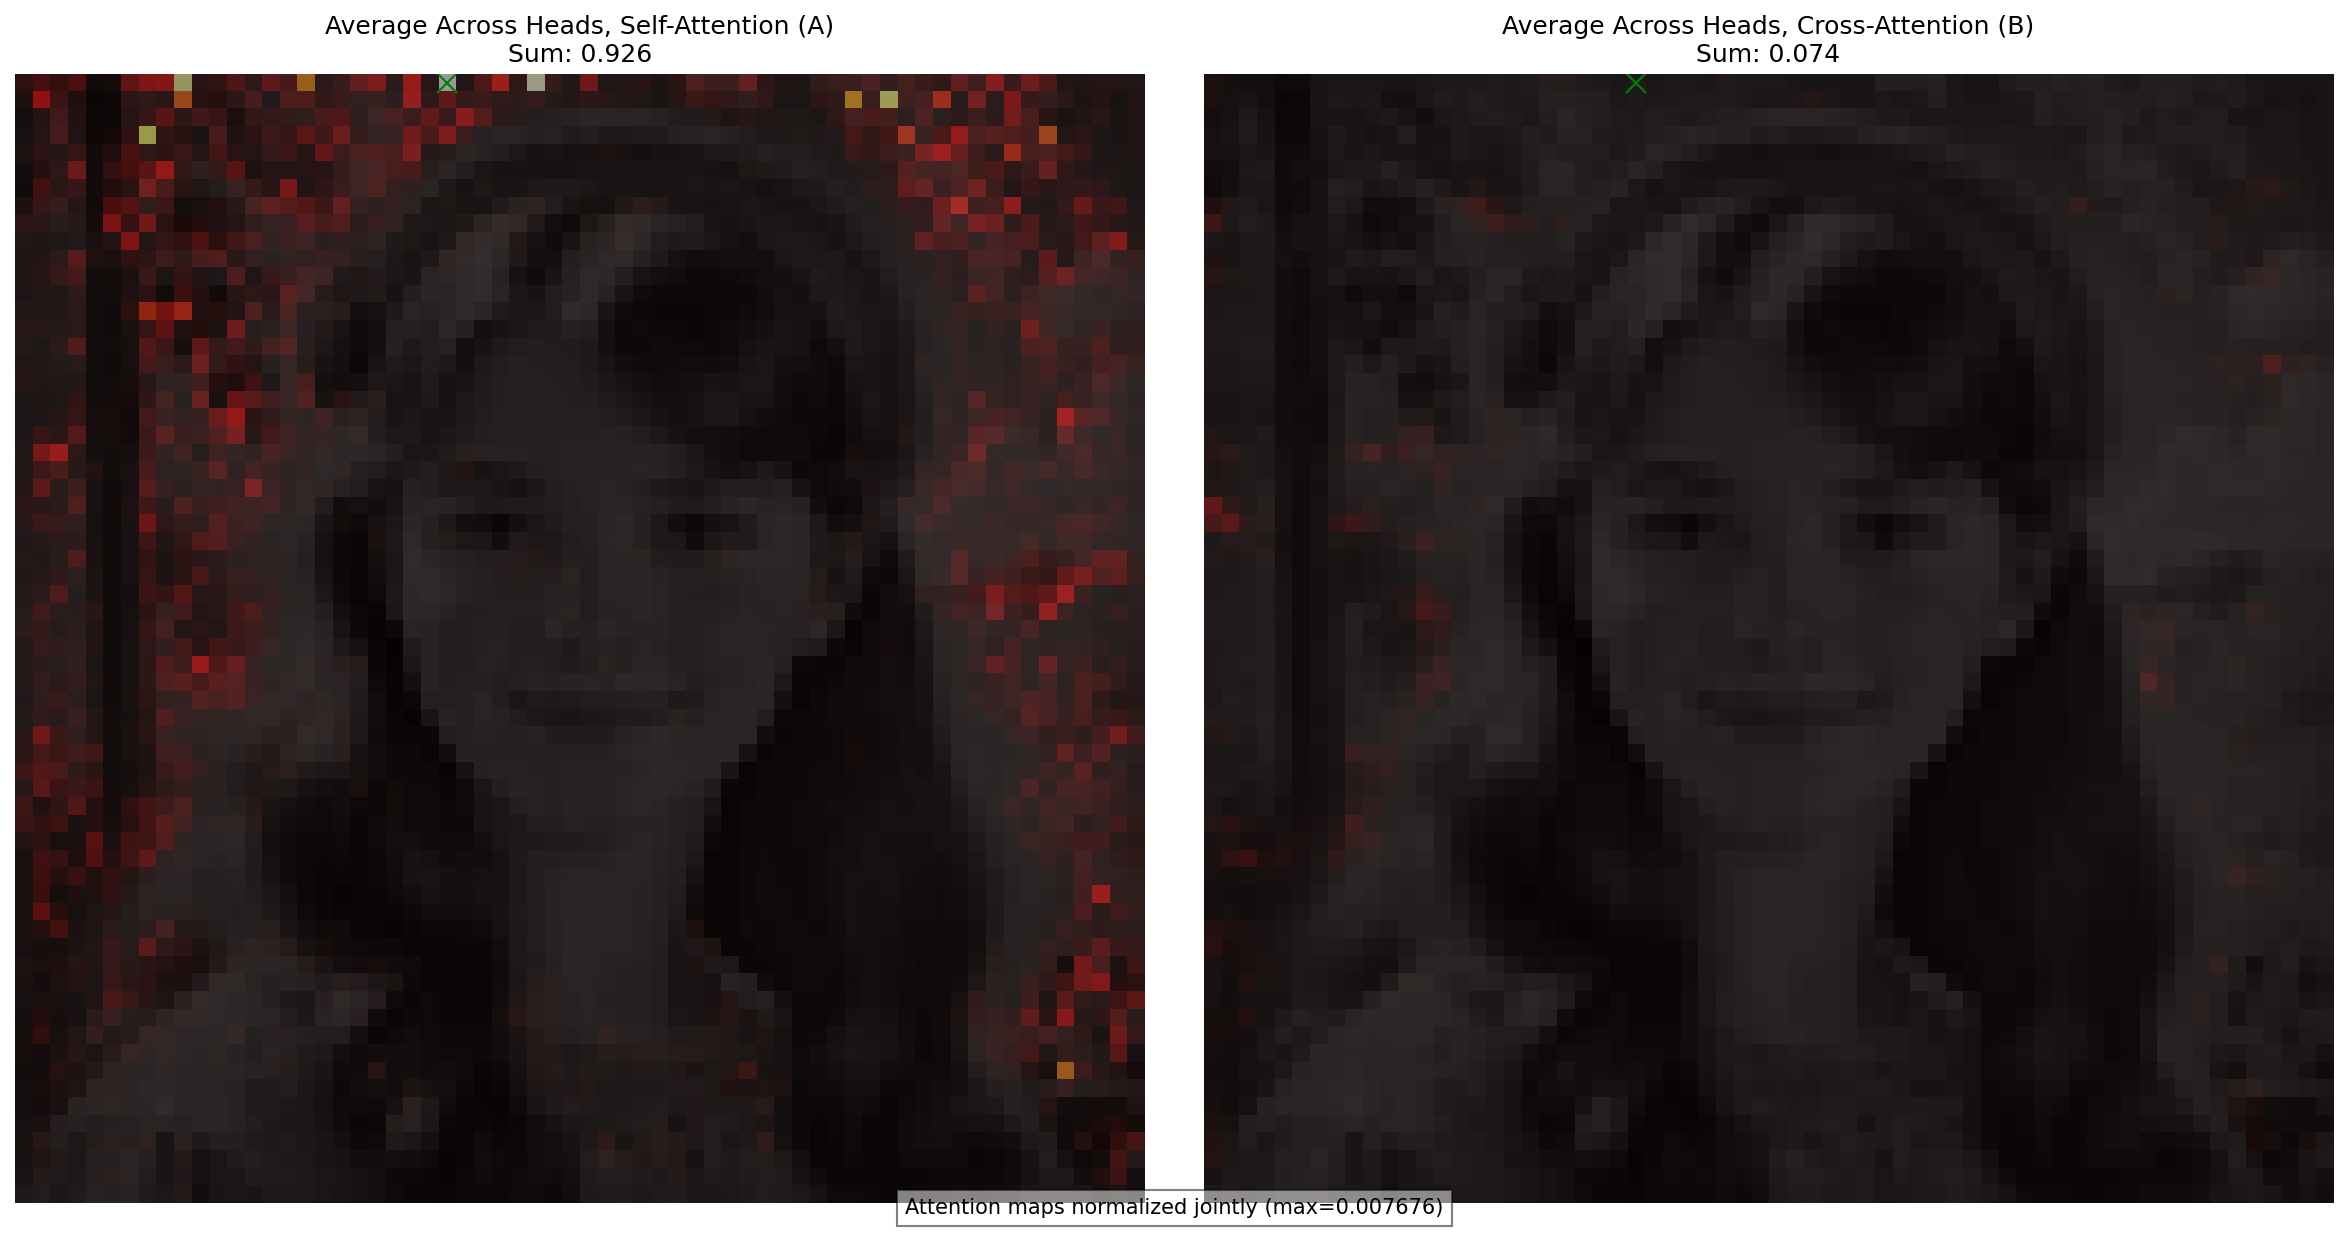 Average Across Heads, Self-Attention (A)
Sum: 0.926
Average Across Heads, Cross-Attention (B)
Sum: 0.074
Attention maps normalized jointly (max=0.007676)